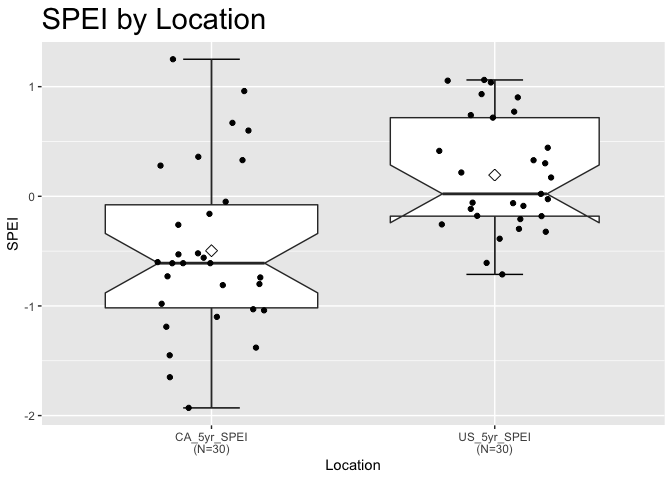 SPEI by Location
SPEI
1
0
-1
-2
CA_5yr_SPEI
(N=30)
US_5yr_SPEI
(N=30)
Location